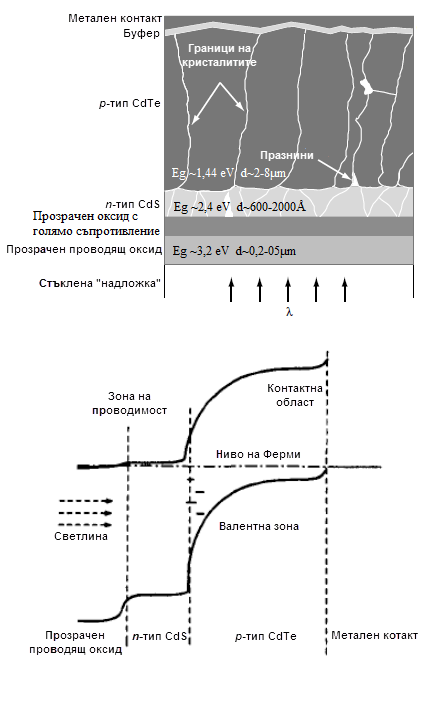 Метален контакт
Буфер
Граници на
кристалитите
p-тип CdTe
Празнини
Eg ~1,44 eV d~2-8μm
n-тип CdS
Eg ~2,4 eV d~600-2000Å
Прозрачен оксид с
голямо съпротивление
Прозрачен проводящ оксид
Eg ~3,2 eV d~0,2-05μm
Стъклена "надложка"
λ
Зона на
проводимост
Контактна
област
Ниво на Ферми
Светлина
Валентна зона
Прозрачен
проводящ оксид
n-тип CdS
p-тип CdTe
Метален котакт